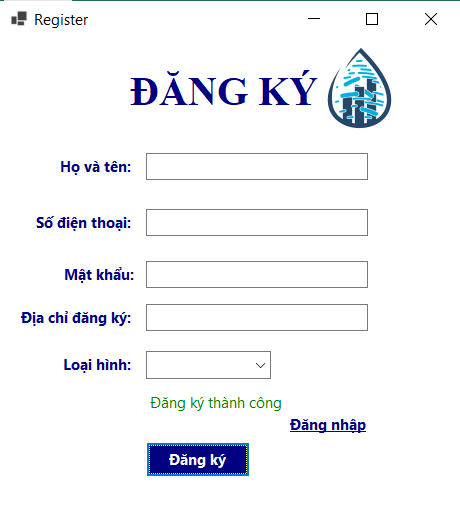 Register
ĐĂNG KÝ
Họ và tên:
Số điện thoại:
Mật khẩu:
Địa chỉ đăng ký:
Loại hình:
Đăng ký thành công
Đăng nhập
Đăng ký